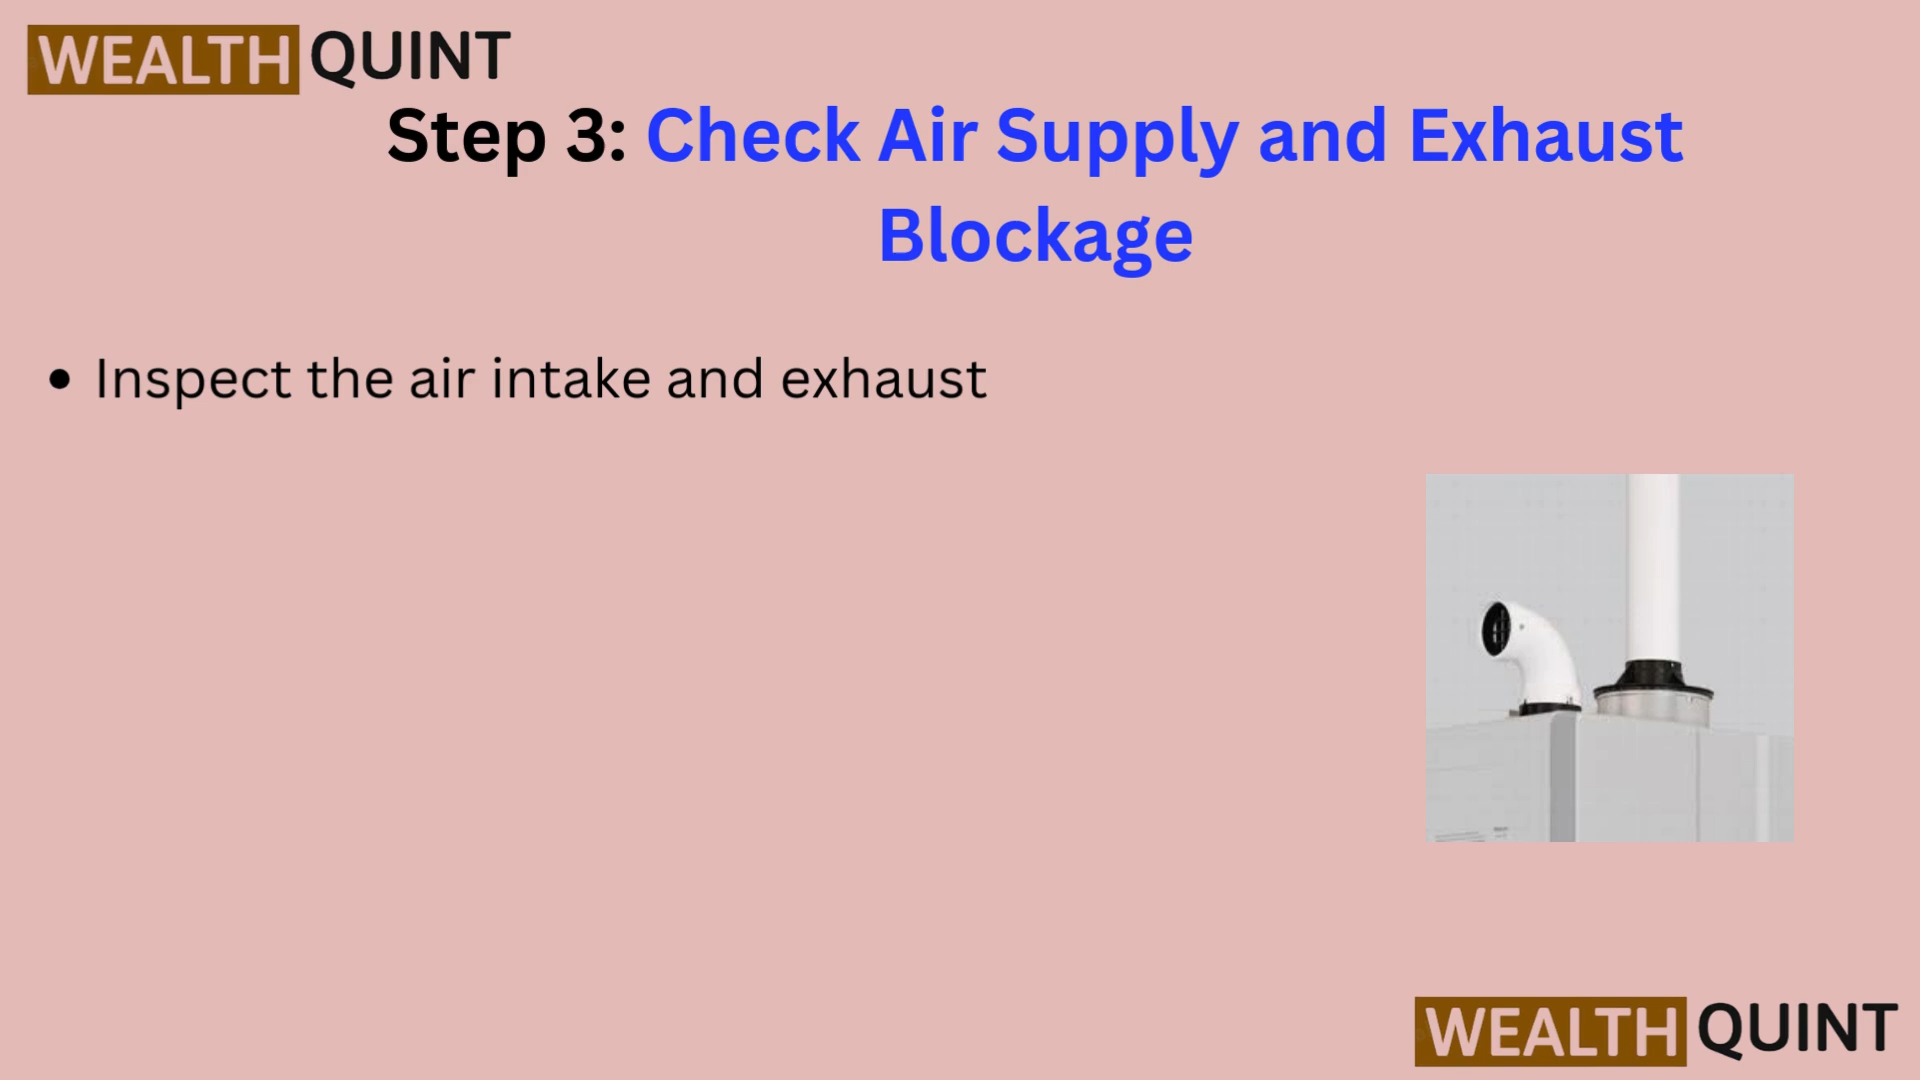 WEALTH QUINT
Step 3: Check Air Supply and Exhaust
Blockage
• Inspect the air intake and exhaust
WEALTH QUINT